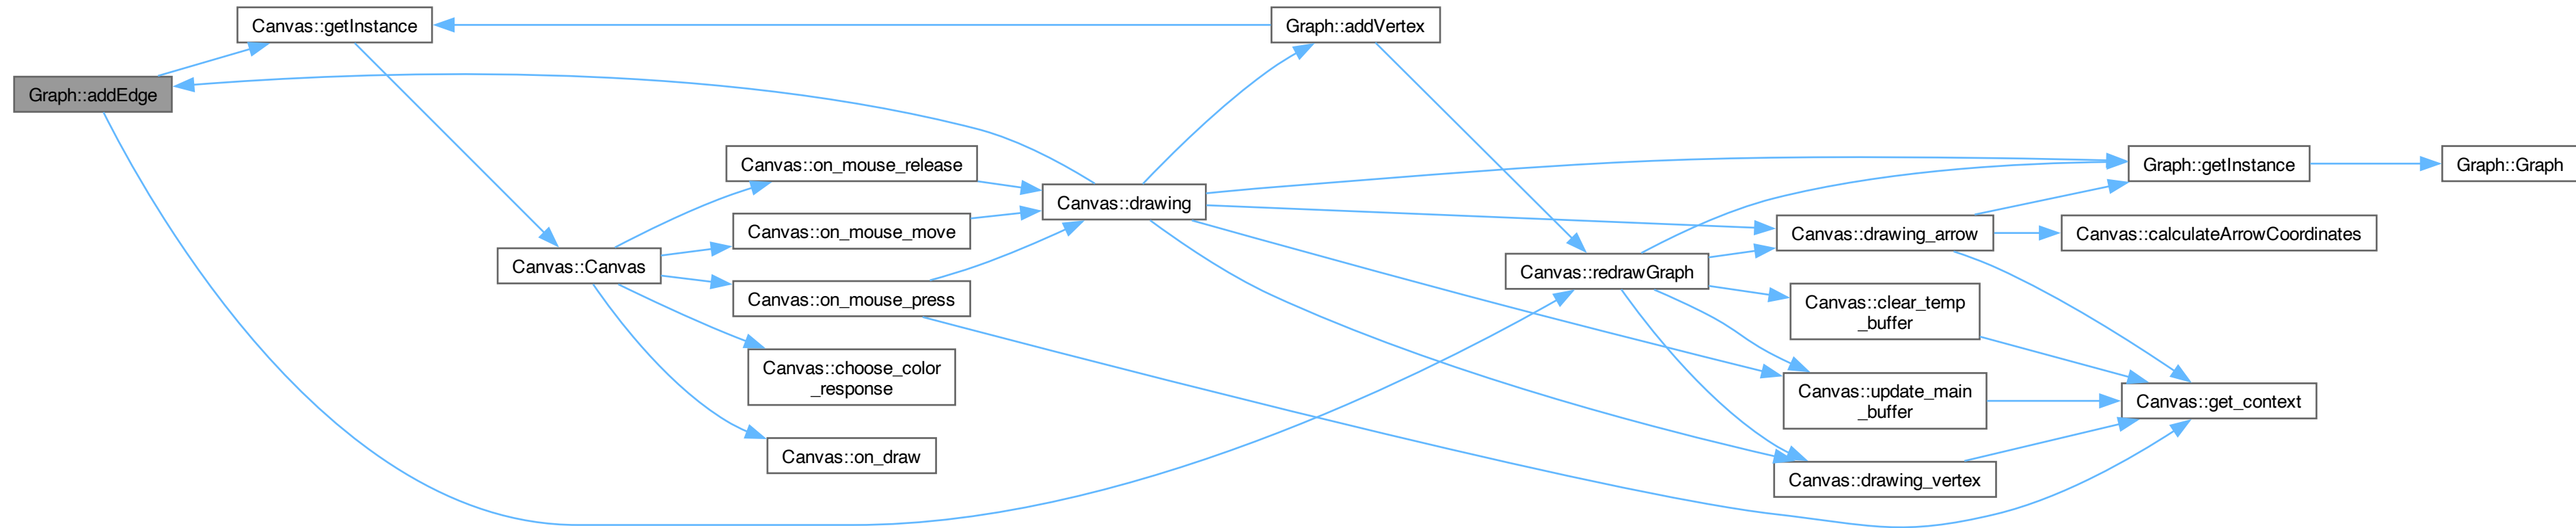 Canvas::getInstance
Graph::addVertex
Graph::addEdge
Canvas::on_mouse_release
Graph::getInstance
Graph::Graph
Canvas::drawing
Canvas::on_mouse_move
Canvas::drawing_arrow
Canvas::calculateArrowCoordinates
Canvas::Canvas
Canvas::redrawGraph
Canvas::on_mouse_press
Canvas::clear_temp
_buffer
Canvas::choose_color
_response
Canvas::update_main
_buffer
Canvas::get_context
Canvas::on_draw
Canvas::drawing_vertex